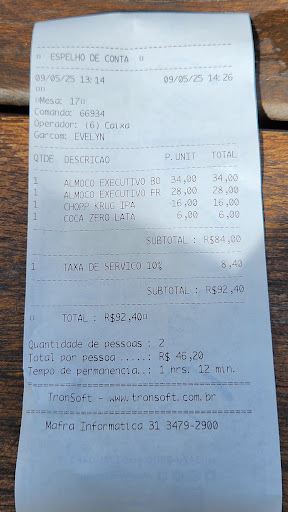 ¤ ESPELHO DE CONTA ¤
09/05/25 13:14 09/05/25 14:26
¤¤
¤Mesa: 17¤
Comanda: 66934
Operador: (6) Caixa
Garcom: EVELYN
QTDE DESCRICAO P.UNIT TOTAL
1 ALMOCO EXECUTIVO BO 34,00 34,00
1 ALMOCO EXECUTIVO FR 28,00 28,00
1 CHOPP KRUG IPA 16,00 16,00
1 COCA ZERO LATA 6,00 6,00
SUBTOTAL : R$84,00
1 TAXA DE SERVICO 10% 8,40
SUBTOTAL : R$92,40
¤ TOTAL : R$92,40¤
Quantidade de pessoas : 2
Total por pessoa .....: R$ 46,20
Tempo de permanencia..: 1 hrs. 12 min.
TronSoft - www.tronsoft.com.br
Mafra Informatica 31 3479-2900